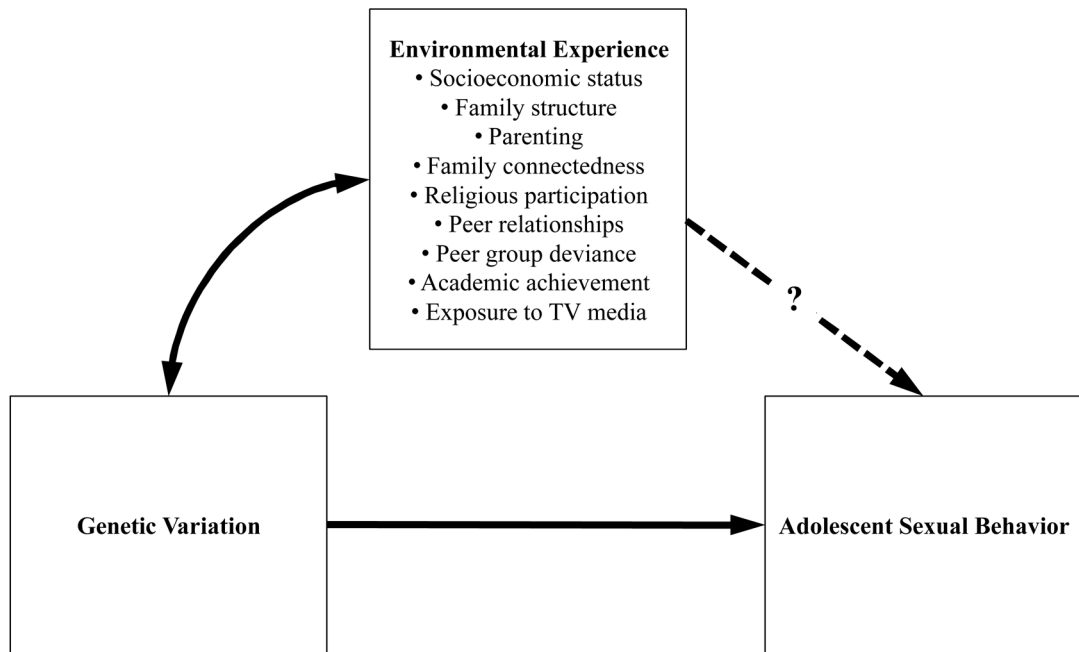 Environmental Experience
• Socioeconomic status
• Family structure
• Parenting
• Family connectedness
• Religious participation
• Peer relationships
• Peer group deviance
• Academic achievement
• Exposure to TV media
?
Genetic Variation
Adolescent Sexual Behavior